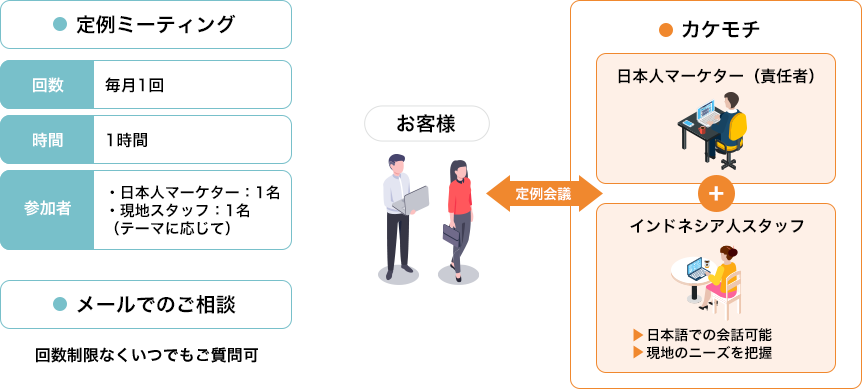 定例ミーティング
回数
毎月1回
時間
1時間
参加者
・日本人マーケター：1名
・現地スタッフ：1名
（テーマに応じて）
メールでのご相談
回数制限なくいつでもご質問可
お客様
定例会議
カケモチ
日本人マーケター（責任者）
+
インドネシア人スタッフ
▶日本語での会話可能
▶現地のニーズを把握